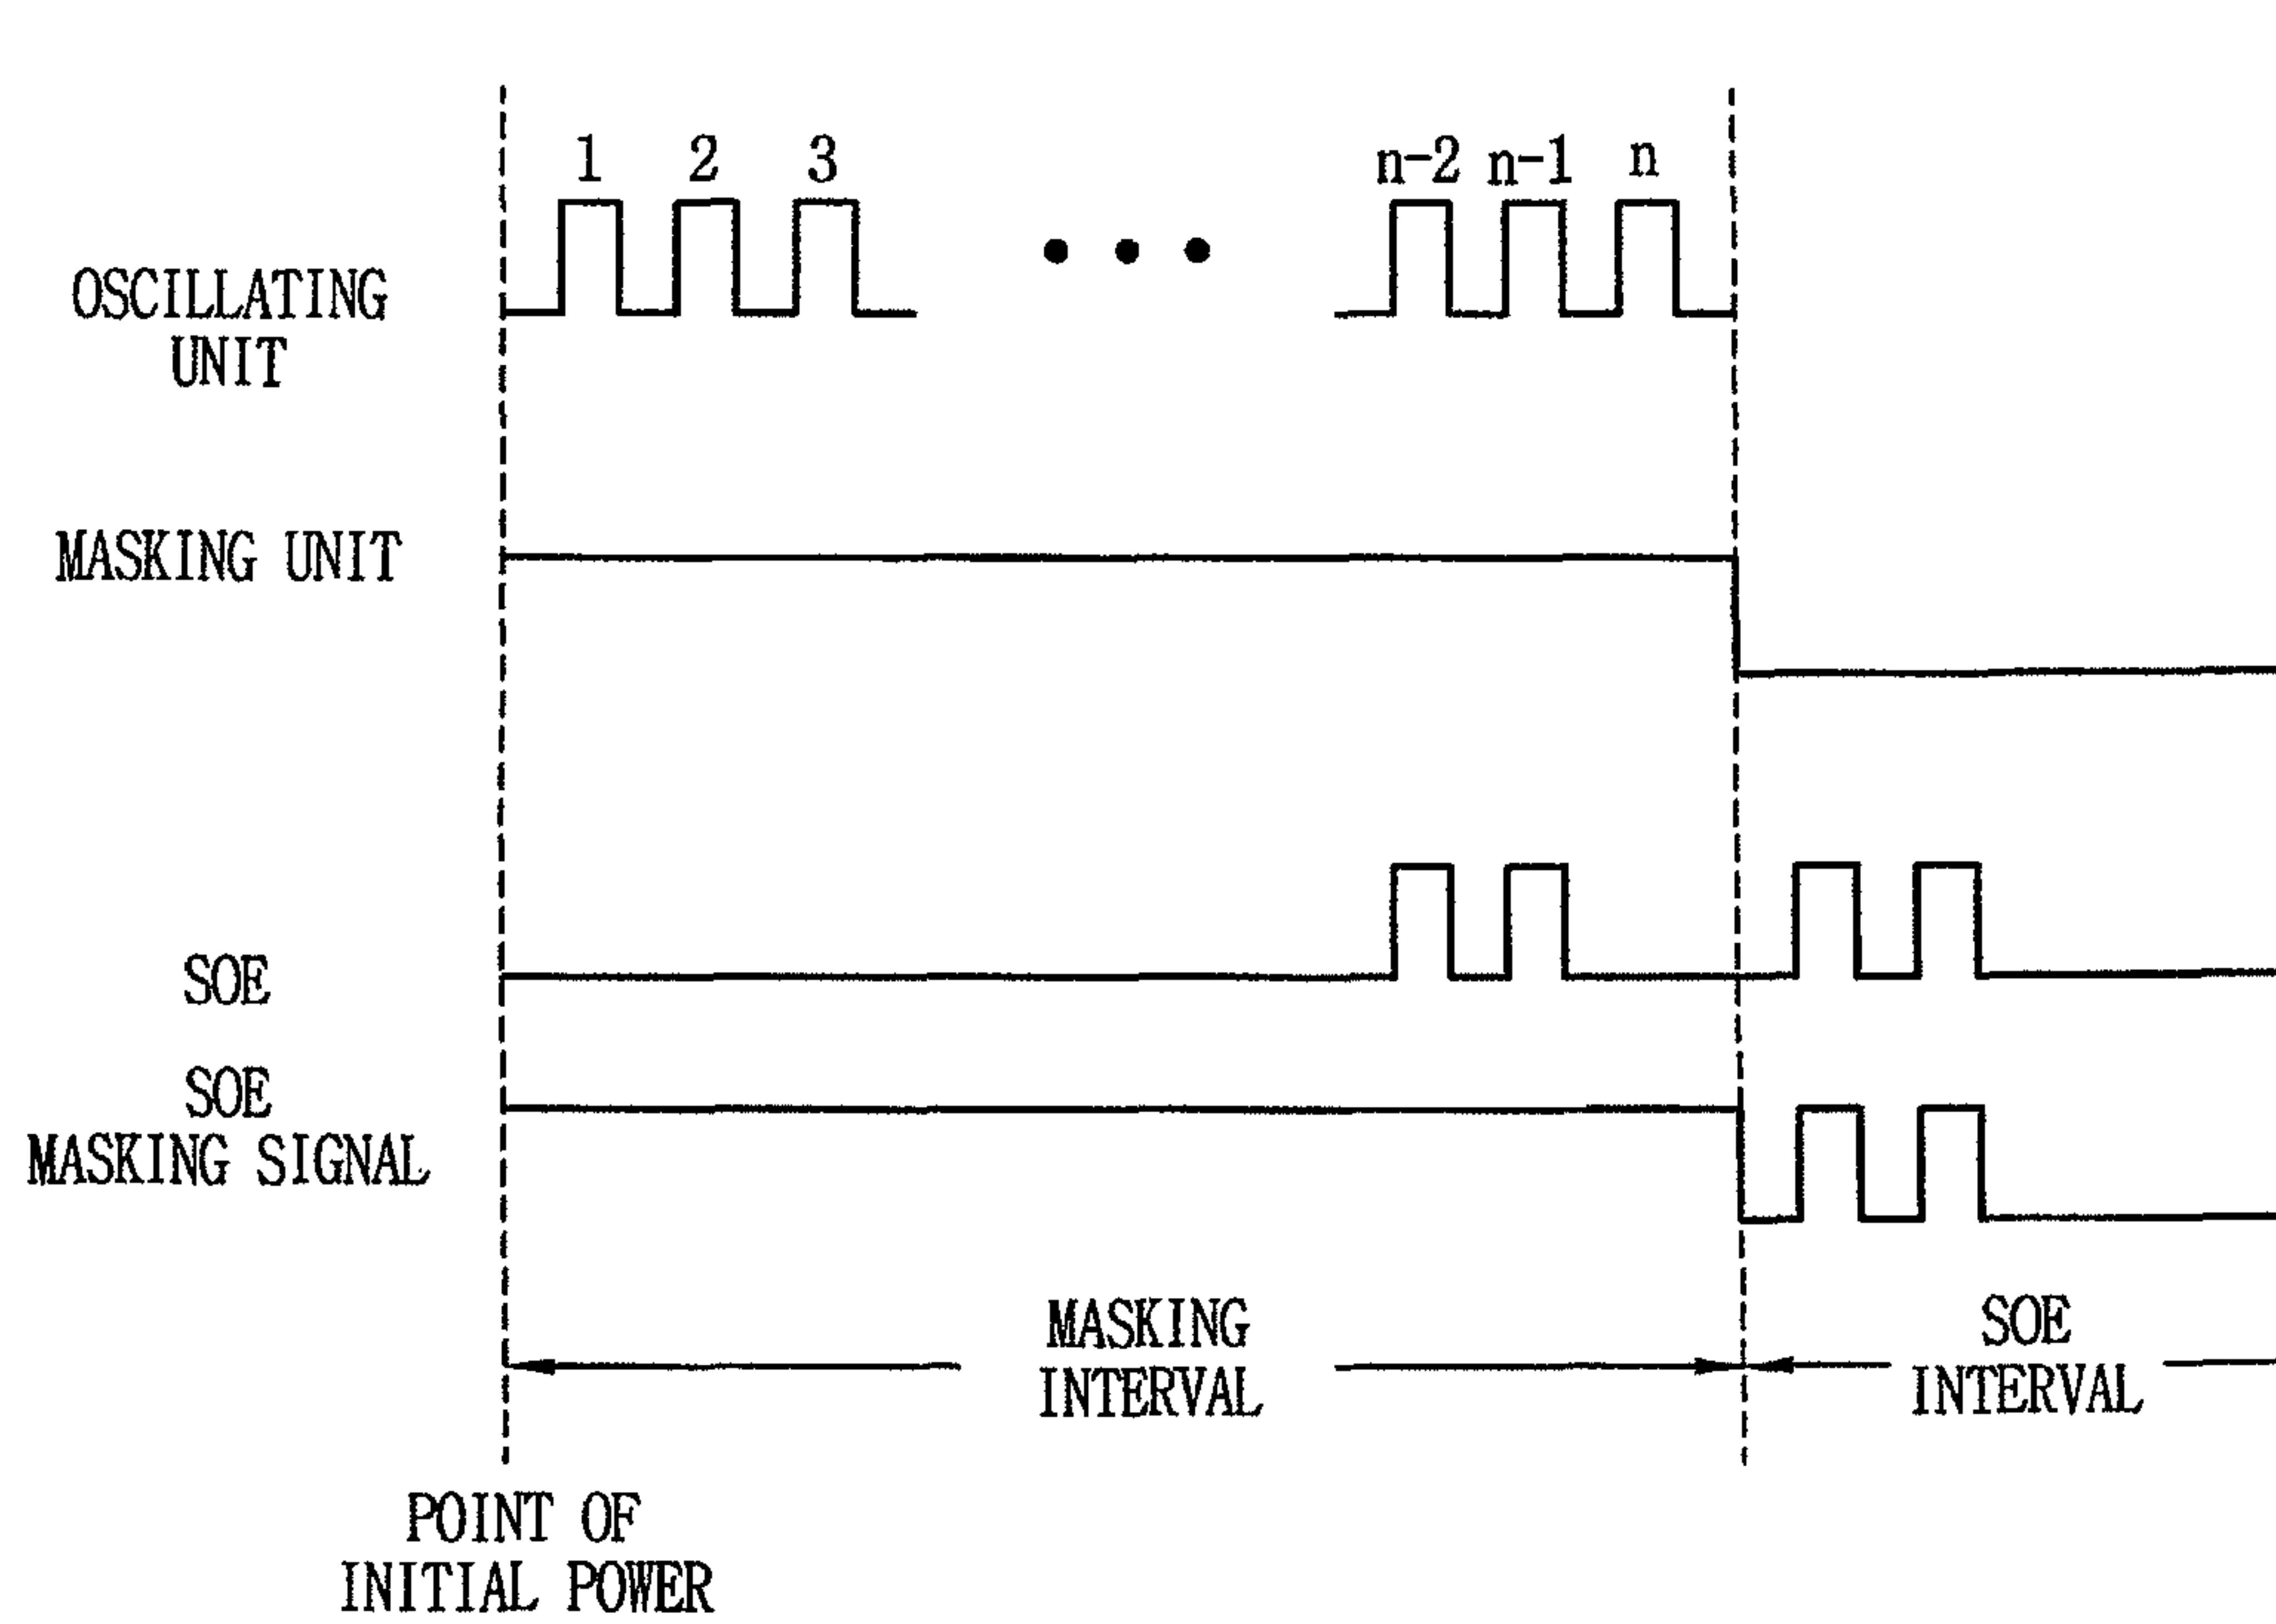 1 2 3 n-2 n-1 n
OSCILLATING
UNIT
MASKING UNIT
SOE
SOE
MASKING SIGNAL
MASKING
INTERVAL
SOE
INTERVAL
POINT OF
INITIAL POWER